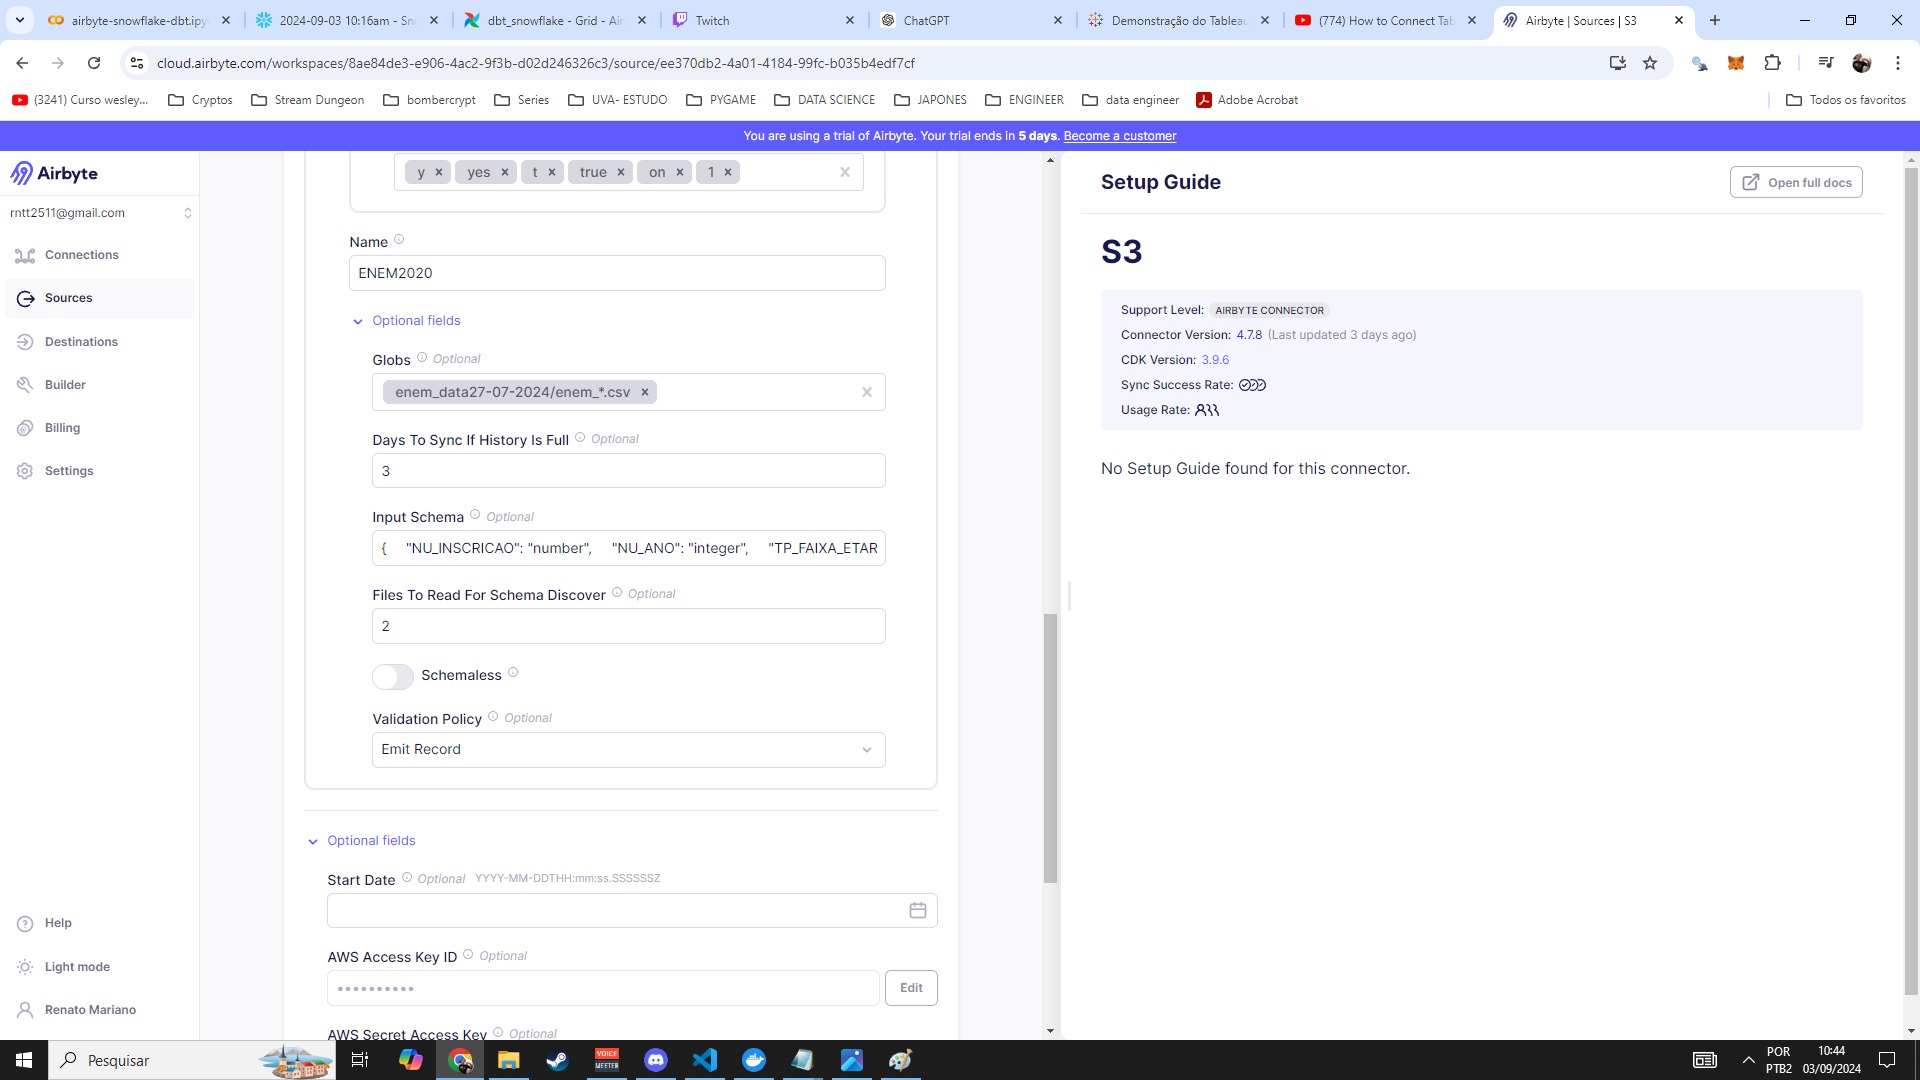 airbyte-snowflake-dbt.ipy
2024-09-03 10:16am - Sno
dbt_snowflake - Grid - Air
Twitch
ChatGPT
Demonstração do Tableau
(774) How to Connect Tab
Airbyte | Sources | S3
cloud.airbyte.com/workspaces/8ae84de3-e906-4ac2-9f3b-d02d246326c3/source/ee370db2-4a01-4184-99fc-b035b4edf7cf
(3241) Curso wesley...
Cryptos
Stream Dungeon
bombercrypt
Series
UVA- ESTUDO
PYGAME
DATA SCIENCE
JAPONES
ENGINEER
data engineer
Adobe Acrobat
Todos os favoritos
You are using a trial of Airbyte. Your trial ends in 5 days. Become a customer
Airbyte
rntt2511@gmail.com
Connections
Sources
Destinations
Builder
Billing
Settings
Help
Light mode
Renato Mariano
y yes t true on 1
Name
ENEM2020
Optional fields
Globs Optional
enem_data27-07-2024/enem_*.csv
Days To Sync If History Is Full Optional
3
Input Schema Optional
{ "NU_INSCRICAO": "number", "NU_ANO": "integer", "TP_FAIXA_ETAR
Files To Read For Schema Discover Optional
2
Schemaless
Validation Policy Optional
Emit Record
Optional fields
Start Date Optional YYYY-MM-DDTHH:mm:ss.SSSSSSZ
AWS Access Key ID Optional
Edit
AWS Secret Access Key Optional
Setup Guide
Open full docs
S3
Support Level: AIRBYTE CONNECTOR
Connector Version: 4.7.8 (Last updated 3 days ago)
CDK Version: 3.9.6
Sync Success Rate:
Usage Rate:
No Setup Guide found for this connector.
Pesquisar
VOICE
MEETER
POR
PTB2
10:44
03/09/2024